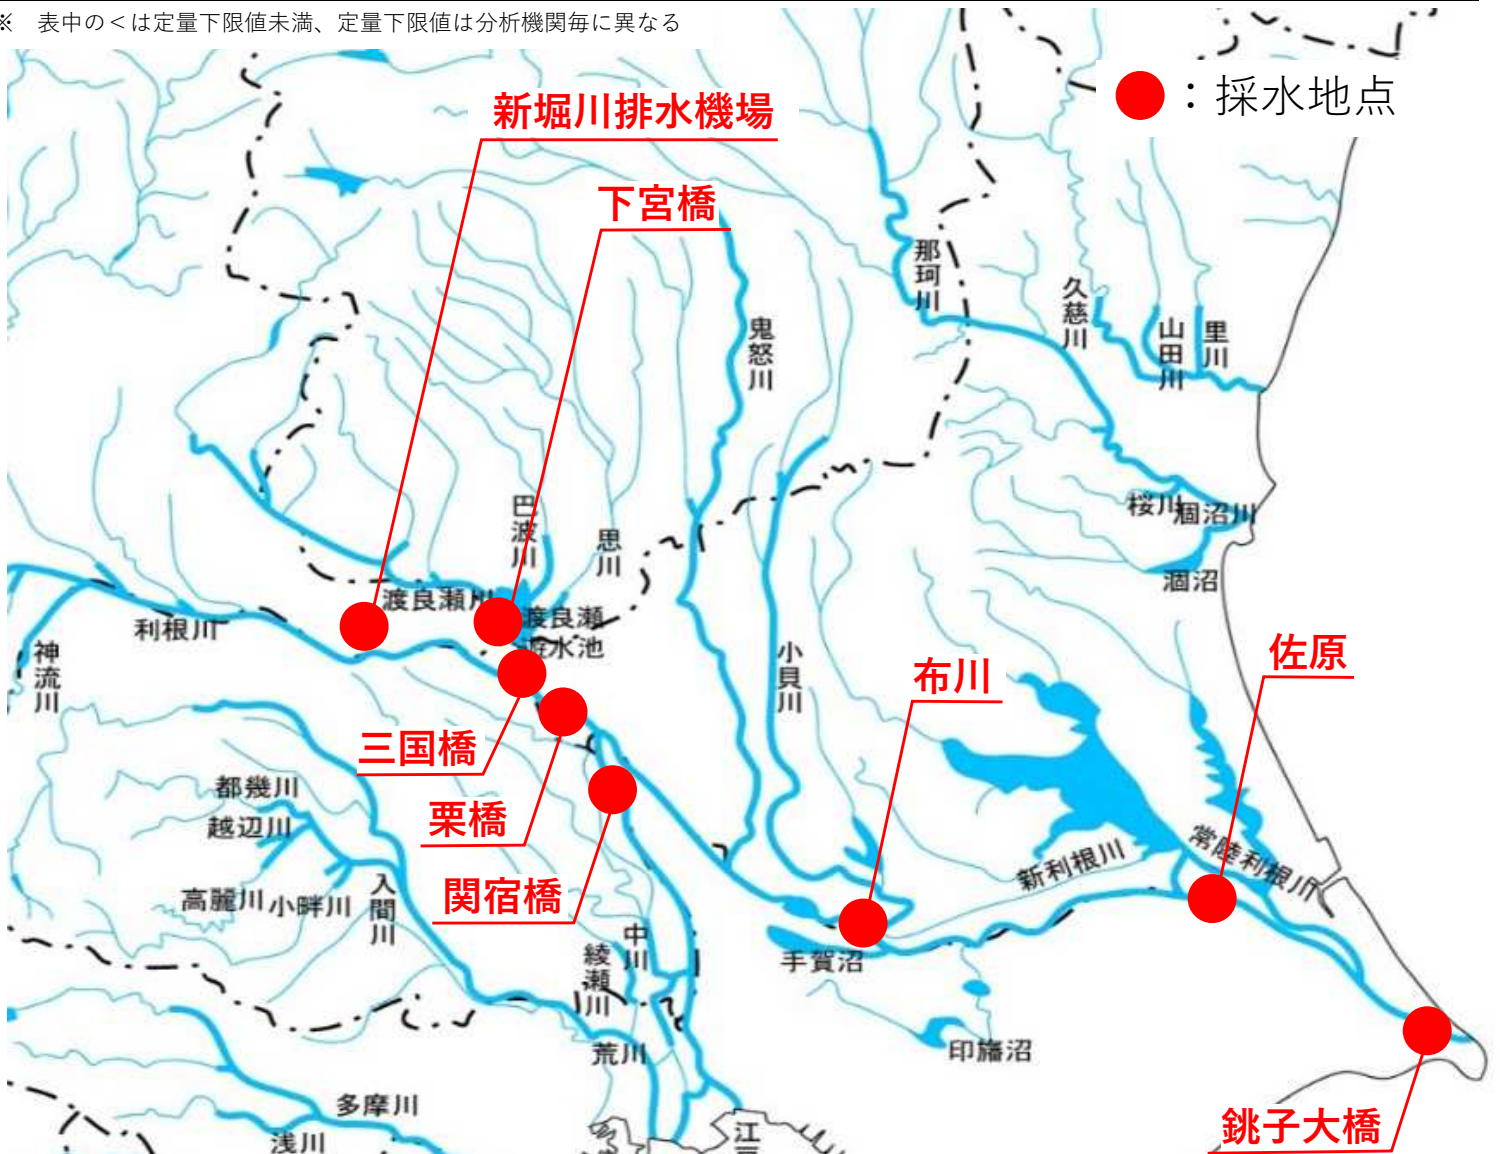 ※　表中の＜は定量下限値未満、定量下限値は分析機関毎に異なる
：採水地点
新堀川排水機場
下宮橋
那珂川
久慈川
山田川
里川
鬼怒川
桜川
涸沼川
涸沼
巴波川
思川
渡良瀬川
渡良瀬
遊水池
利根川
神流川
小貝川
布川
佐原
三国橋
栗橋
関宿橋
都幾川
越辺川
高麗川
小畔川
入間川
新利根川
常陸利根川
中川
綾瀬川
手賀沼
印旛沼
荒川
多摩川
浅川
銚子大橋